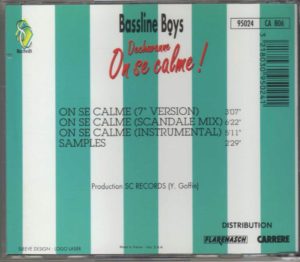 Bassline Boys
Dechavanne
On se calme !
95024 CA 806
ON SE CALME (7" VERSION) 3'07"
ON SE CALME (SCANDALE MIX) 6'22"
ON SE CALME (INSTRUMENTAL) 5'11"
SAMPLES 2'29"
Production SC RECORDS (Y. Goffin)
DISTRIBUTION
FLARENASCH CARRERE